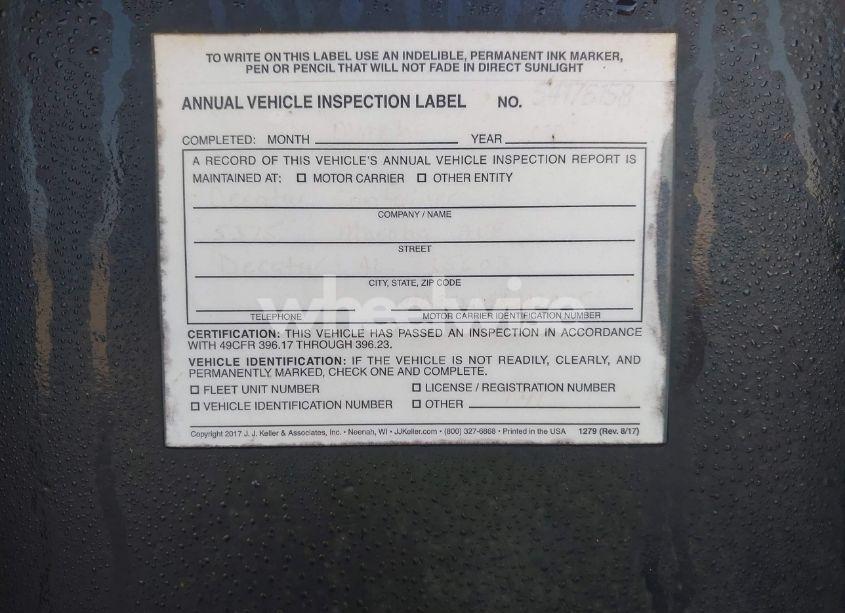 TO WRITE ON THIS LABEL USE AN INDELIBLE, PERMANENT INK MARKER,
PEN OR PENCIL THAT WILL NOT FADE IN DIRECT SUNLIGHT
ANNUAL VEHICLE INSPECTION LABEL NO.
COMPLETED: MONTH YEAR
A RECORD OF THIS VEHICLE'S ANNUAL VEHICLE INSPECTION REPORT IS
MAINTAINED AT: ☐ MOTOR CARRIER ☐ OTHER ENTITY
Decatur
COMPANY / NAME
STREET
Decatur
CITY, STATE, ZIP CODE
wheelwise
TELEPHONE MOTOR CARRIER IDENTIFICATION NUMBER
CERTIFICATION: THIS VEHICLE HAS PASSED AN INSPECTION IN ACCORDANCE
WITH 49CFR 396.17 THROUGH 396.23.
VEHICLE IDENTIFICATION: IF THE VEHICLE IS NOT READILY, CLEARLY, AND
PERMANENTLY MARKED, CHECK ONE AND COMPLETE.
☐ FLEET UNIT NUMBER ☐ LICENSE / REGISTRATION NUMBER
☐ VEHICLE IDENTIFICATION NUMBER ☐ OTHER
Copyright 2017 J. J. Keller & Associates, Inc. • Neenah, WI • JJKeller.com • (800) 327-6868 • Printed in the USA 1279 (Rev. 8/17)